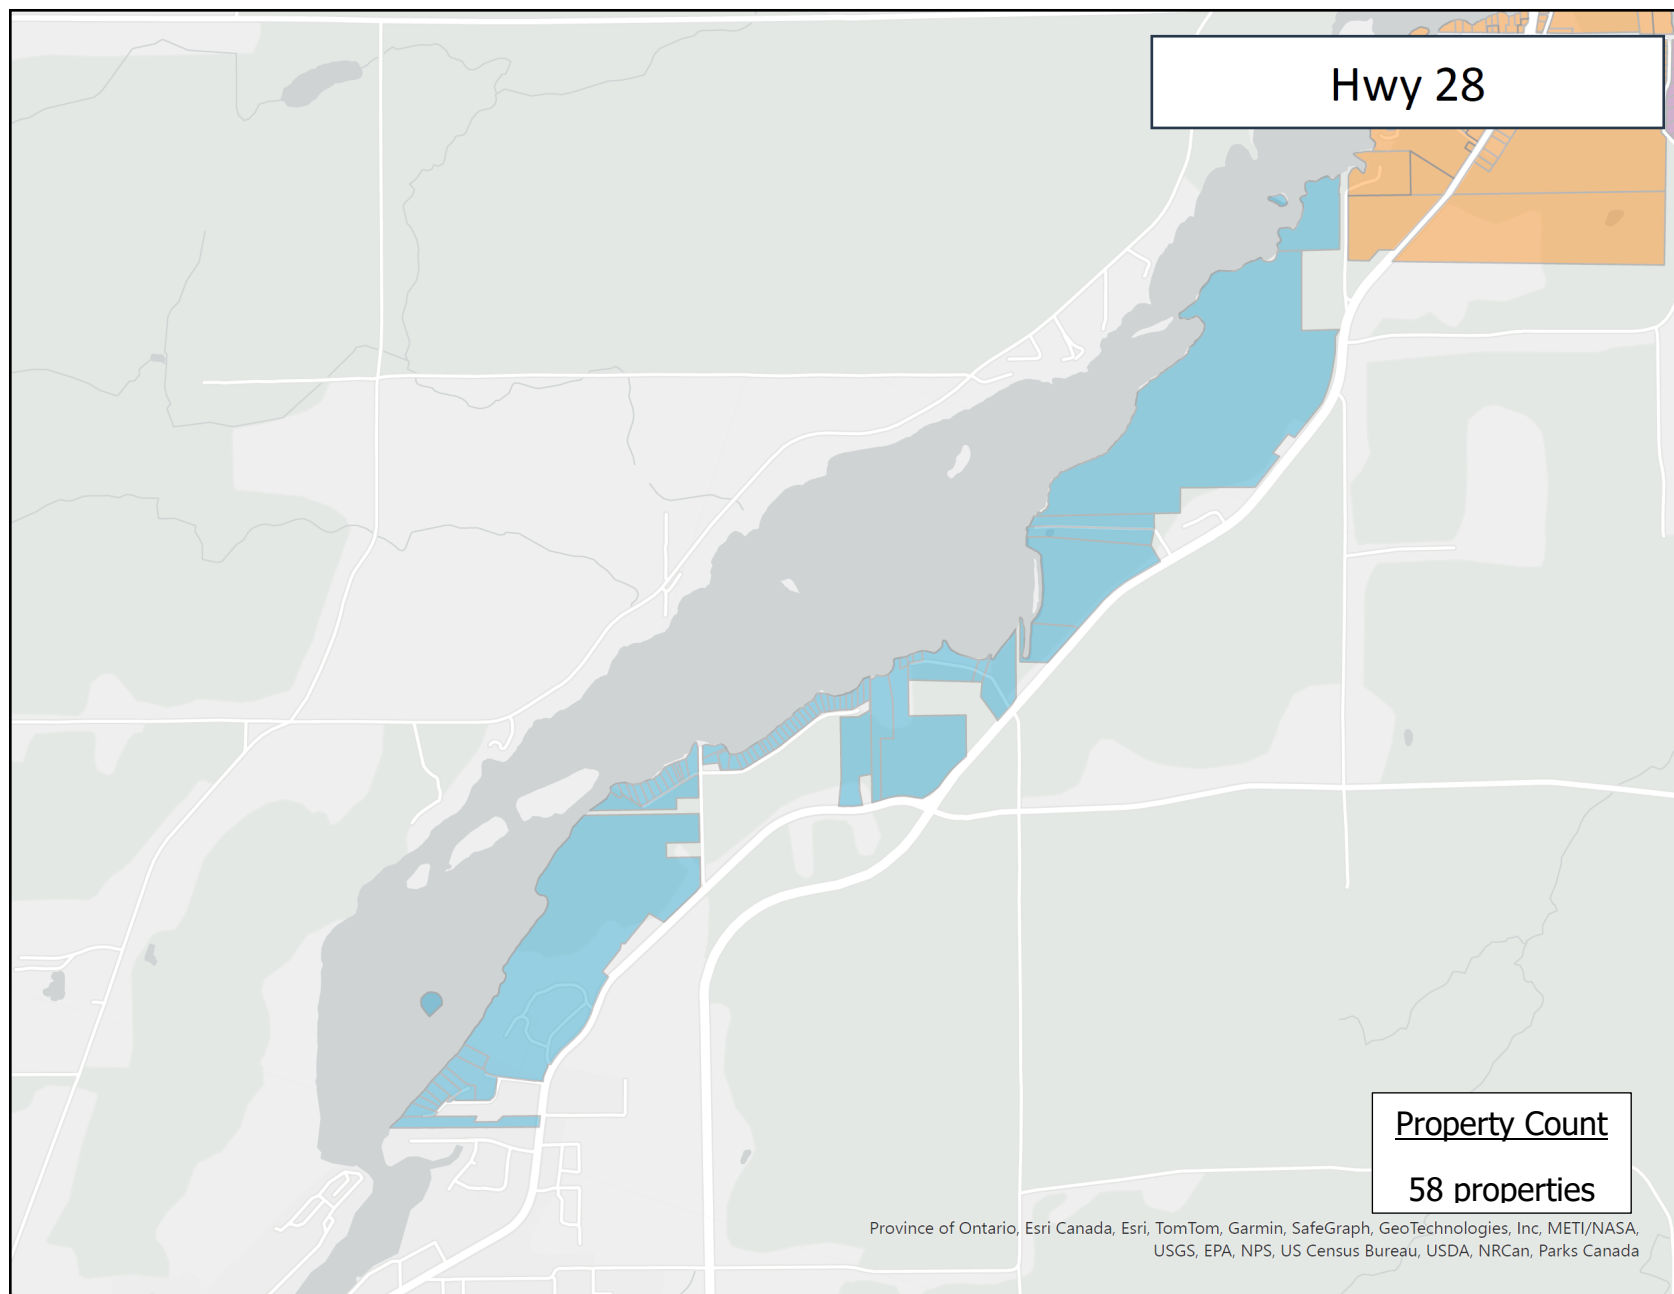 Hwy 28
Property Count
58 properties
Province of Ontario, Esri Canada, Esri, TomTom, Garmin, SafeGraph, GeoTechnologies, Inc, METI/NASA,
USGS, EPA, NPS, US Census Bureau, USDA, NRCan, Parks Canada